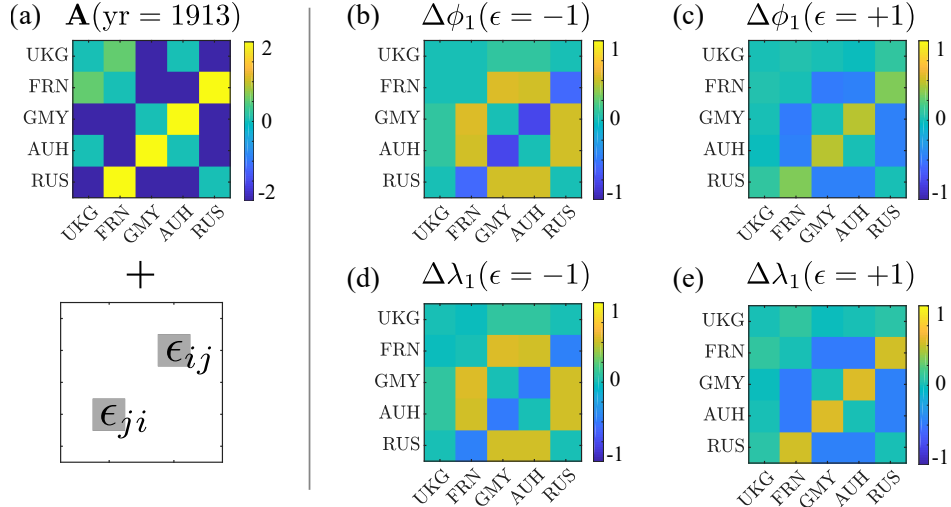 (a) A(yr = 1913)
UKG
FRN
GMY
AUH
RUS
2
0
-2
UKG FRN GMY AUH RUS
+
ϵij
ϵji
(b) Δϕ1(ϵ = −1)
1
0
-1
UKG
FRN
GMY
AUH
RUS
UKG FRN GMY AUH RUS
(c) Δϕ1(ϵ = +1)
1
0
-1
UKG
FRN
GMY
AUH
RUS
UKG FRN GMY AUH RUS
(d) Δλ1(ϵ = −1)
1
0
-1
UKG
FRN
GMY
AUH
RUS
UKG FRN GMY AUH RUS
(e) Δλ1(ϵ = +1)
1
0
-1
UKG
FRN
GMY
AUH
RUS
UKG FRN GMY AUH RUS